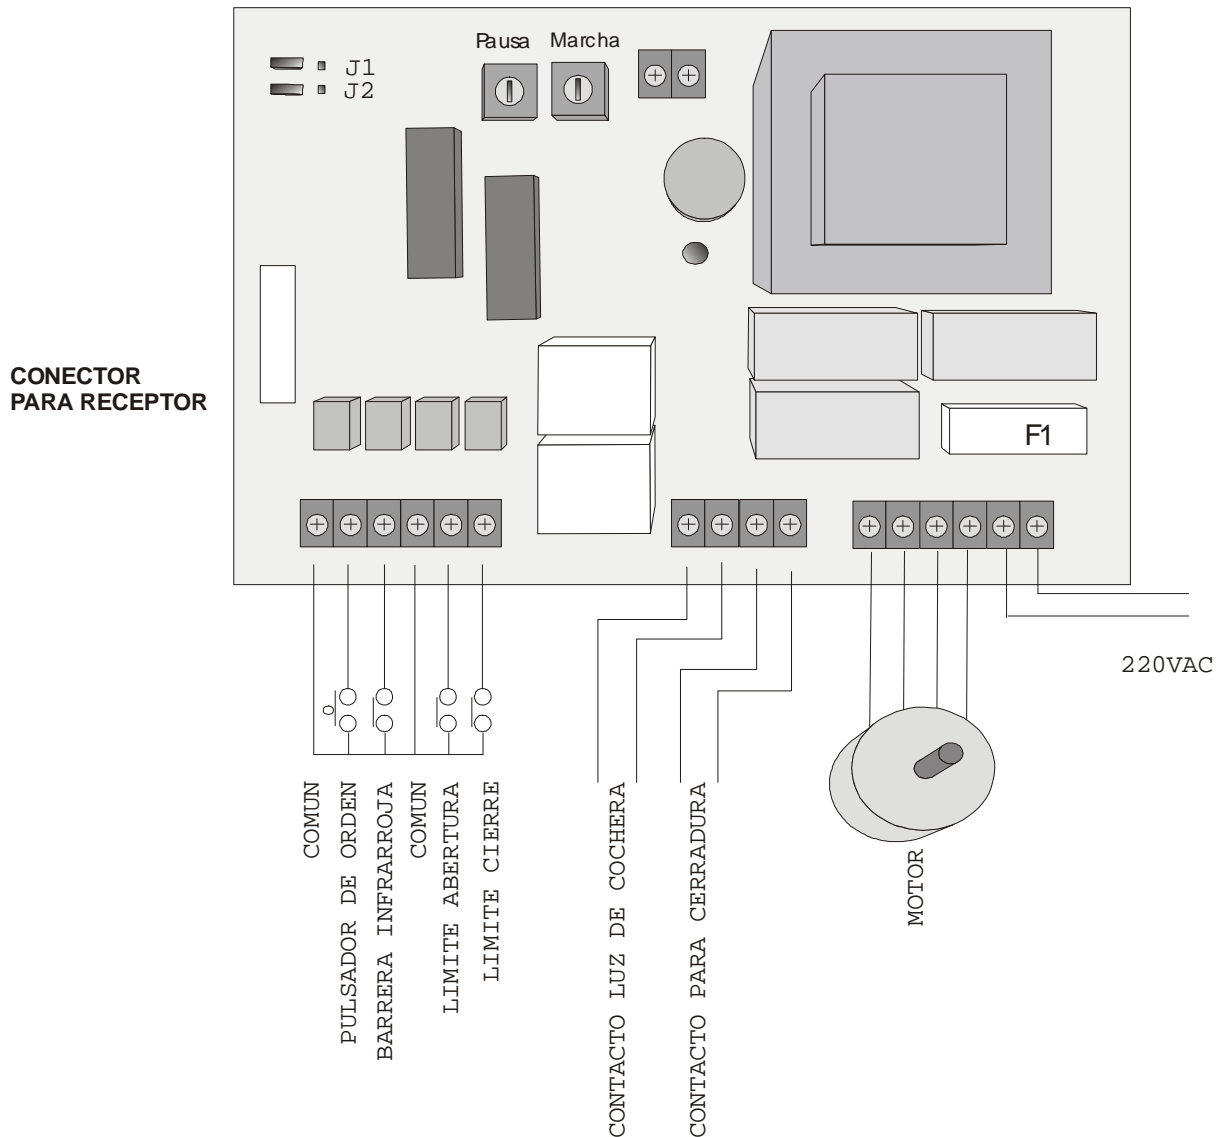 Pausa
Marcha
J1
J2
CONECTOR
PARA RECEPTOR
F1
220VAC
COMUN
PULSADOR DE ORDEN
BARRERA INFRARROJA
COMUN
LIMITE ABERTURA
LIMITE CIERRE
CONTACTO LUZ DE COCHERA
CONTACTO PARA CERRADURA
MOTOR